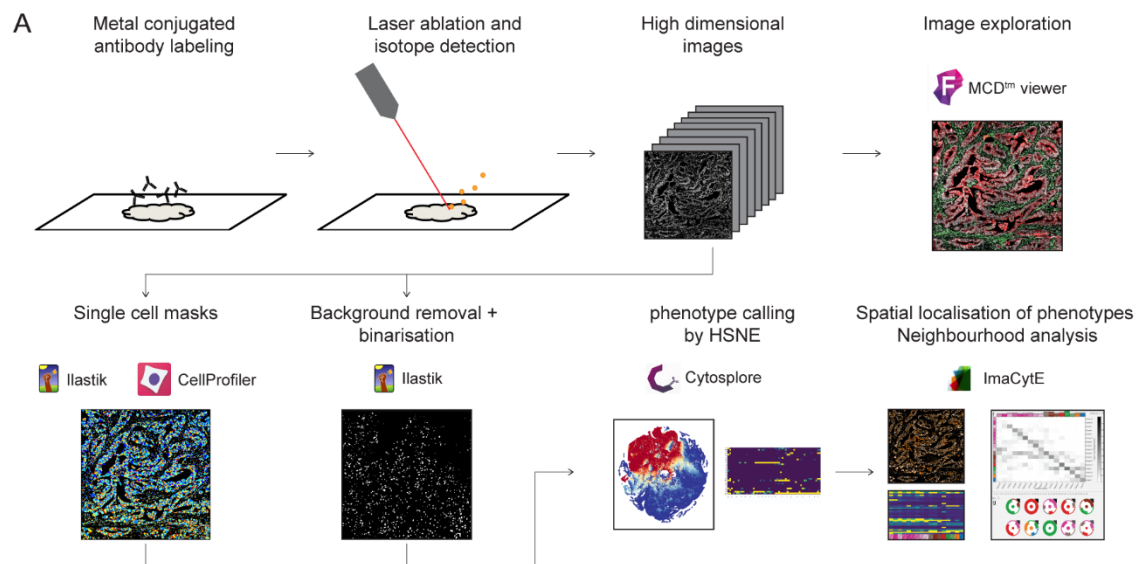 A
Metal conjugated
antibody labeling
Laser ablation and
isotope detection
High dimensional
images
Image exploration
F
MCDtm viewer
Single cell masks
Background removal +
binarisation
phenotype calling
by HSNE
Spatial localisation of phenotypes
Neighbourhood analysis
Ilastik
CellProfiler
Ilastik
Cytosplore
ImaCytE